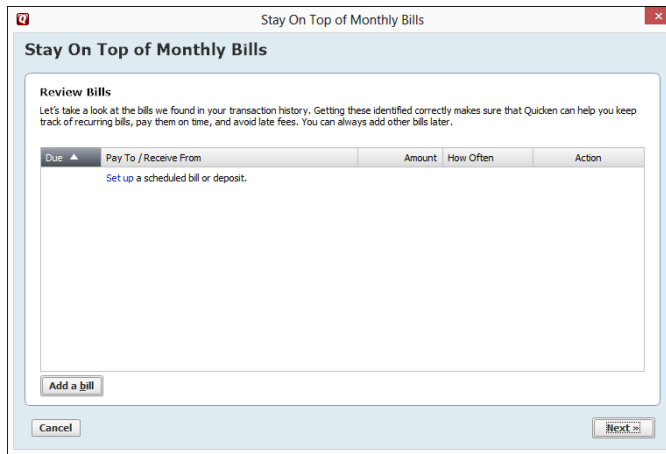 Stay On Top of Monthly Bills
Stay On Top of Monthly Bills
Review Bills
Let's take a look at the bills we found in your transaction history. Getting these identified correctly makes sure that Quicken can help you keep
track of recurring bills, pay them on time, and avoid late fees. You can always add other bills later.
Due ▲ Pay To / Receive From Amount How Often Action
Set up a scheduled bill or deposit.
Add a bill
Cancel Next »